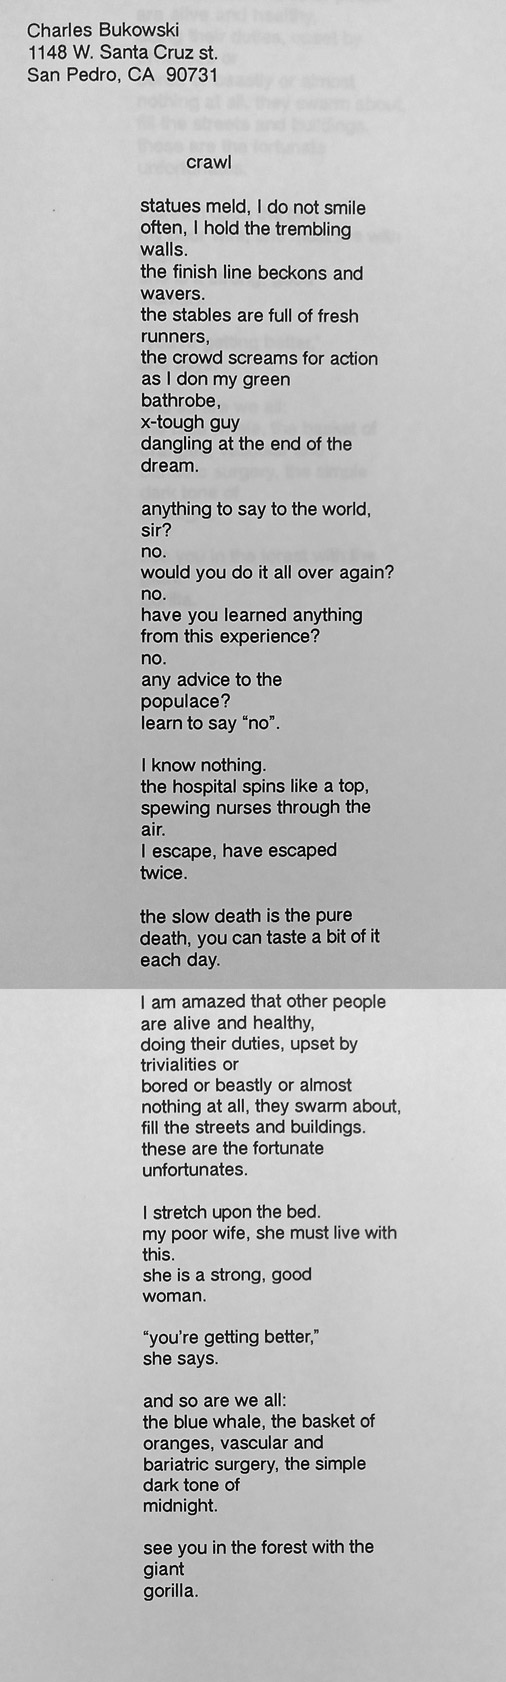 Charles Bukowski
1148 W. Santa Cruz st.
San Pedro, CA 90731
crawl
statues meld, I do not smile
often, I hold the trembling
walls.
the finish line beckons and
wavers.
the stables are full of fresh
runners,
the crowd screams for action
as I don my green
bathrobe,
x-tough guy
dangling at the end of the
dream.
anything to say to the world,
sir?
no.
would you do it all over again?
no.
have you learned anything
from this experience?
no.
any advice to the
populace?
learn to say “no”.
I know nothing.
the hospital spins like a top,
spewing nurses through the
air.
I escape, have escaped
twice.
the slow death is the pure
death, you can taste a bit of it
each day.
I am amazed that other people
are alive and healthy,
doing their duties, upset by
trivialities or
bored or beastly or almost
nothing at all, they swarm about,
fill the streets and buildings.
these are the fortunate
unfortunates.
I stretch upon the bed.
my poor wife, she must live with
this.
she is a strong, good
woman.
“you’re getting better,”
she says.
and so are we all:
the blue whale, the basket of
oranges, vascular and
bariatric surgery, the simple
dark tone of
midnight.
see you in the forest with the
giant
gorilla.